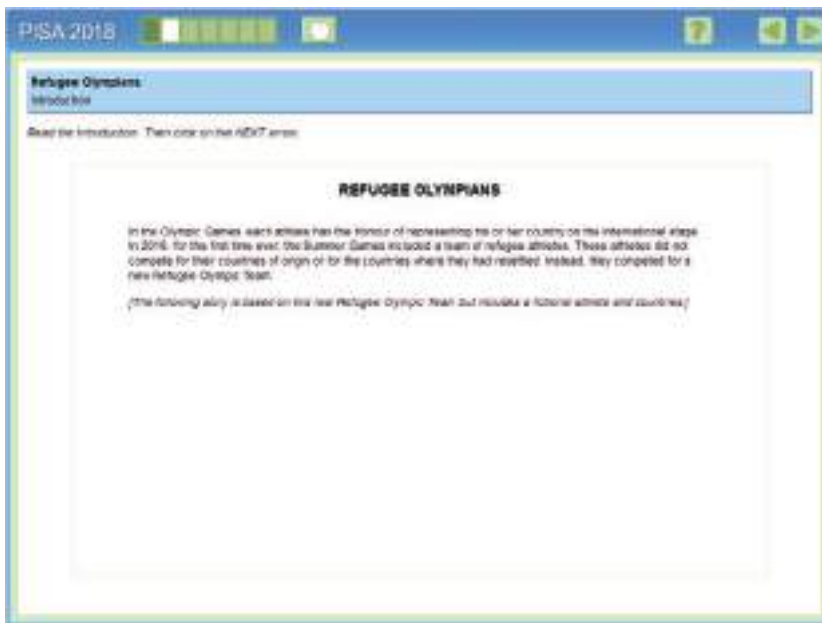 PISA 2018
?
Refugee Olympians
Introduction
Read the introduction. Then click on the NEXT arrow.
REFUGEE OLYMPIANS
In the Olympic Games each athlete has the honour of representing his or her country on the international stage.
In 2016, for the first time ever, the Summer Games included a team of refugee athletes. These athletes did not
compete for their countries of origin or for the countries where they had resettled. Instead, they competed for a
new Refugee Olympic Team.
[The following story is based on this real Refugee Olympic Team but includes a fictional athlete and countries.]